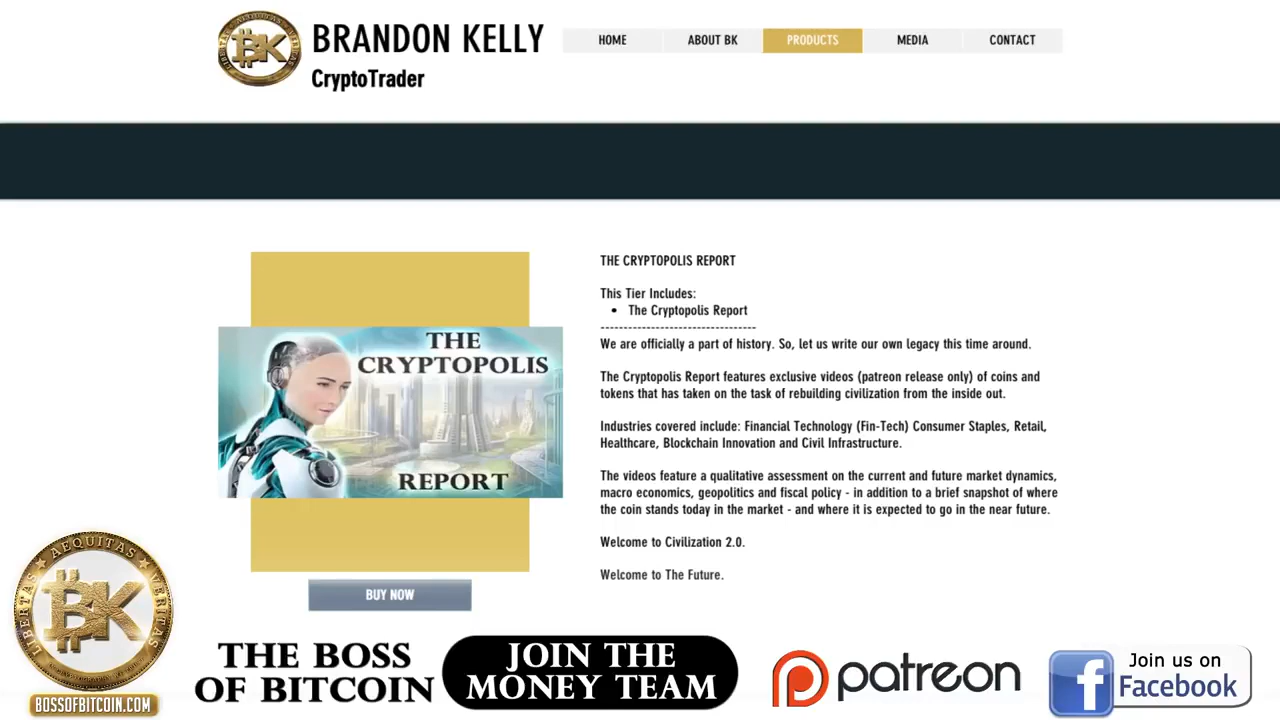 BK
BRANDON KELLY
CryptoTrader
HOME
ABOUT BK
PRODUCTS
MEDIA
CONTACT
THE CRYPTOPOLIS REPORT
This Tier Includes:
• The Cryptopolis Report
----------------------------------
We are officially a part of history. So, let us write our own legacy this time around.
The Cryptopolis Report features exclusive videos (patreon release only) of coins and
tokens that has taken on the task of rebuilding civilization from the inside out.
Industries covered include: Financial Technology (Fin-Tech) Consumer Staples, Retail,
Healthcare, Blockchain Innovation and Civil Infrastructure.
The videos feature a qualitative assessment on the current and future market dynamics,
macro economics, geopolitics and fiscal policy - in addition to a brief snapshot of where
the coin stands today in the market - and where it is expected to go in the near future.
Welcome to Civilization 2.0.
Welcome to The Future.
THE
CRYPTOPOLIS
REPORT
BUY NOW
LIBERTAS AEQUITAS VERITAS
BK
BOSSOFBITCOIN.COM
THE BOSS
OF BITCOIN
JOIN THE
MONEY TEAM
patreon
Join us on
Facebook